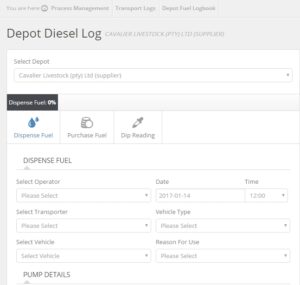 You are here Process Management Transport Logs Depot Fuel Logbook
Depot Diesel Log CAVALIER LIVESTOCK (PTY) LTD (SUPPLIER)
Select Depot
Cavalier Livestock (pty) Ltd (supplier)
Dispense Fuel: 0%
Dispense Fuel Purchase Fuel Dip Reading
DISPENSE FUEL
Select Operator Date Time
Please Select 2017-01-14 12:00
Select Transporter Vehicle Type
Please Select Please Select
Select Vehicle Reason For Use
Select Vehicle Please Select
PUMP DETAILS